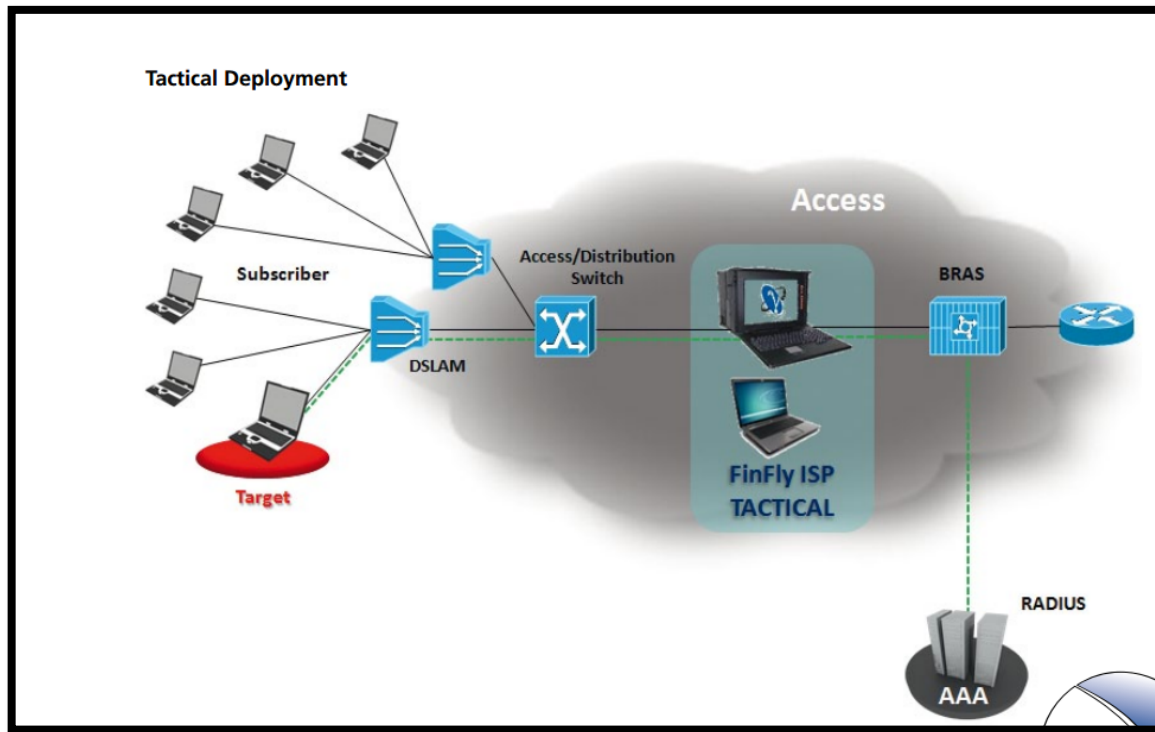 Tactical Deployment
Access
Access/Distribution
Switch
BRAS
Subscriber
DSLAM
FinFly ISP
TACTICAL
Target
RADIUS
AAA